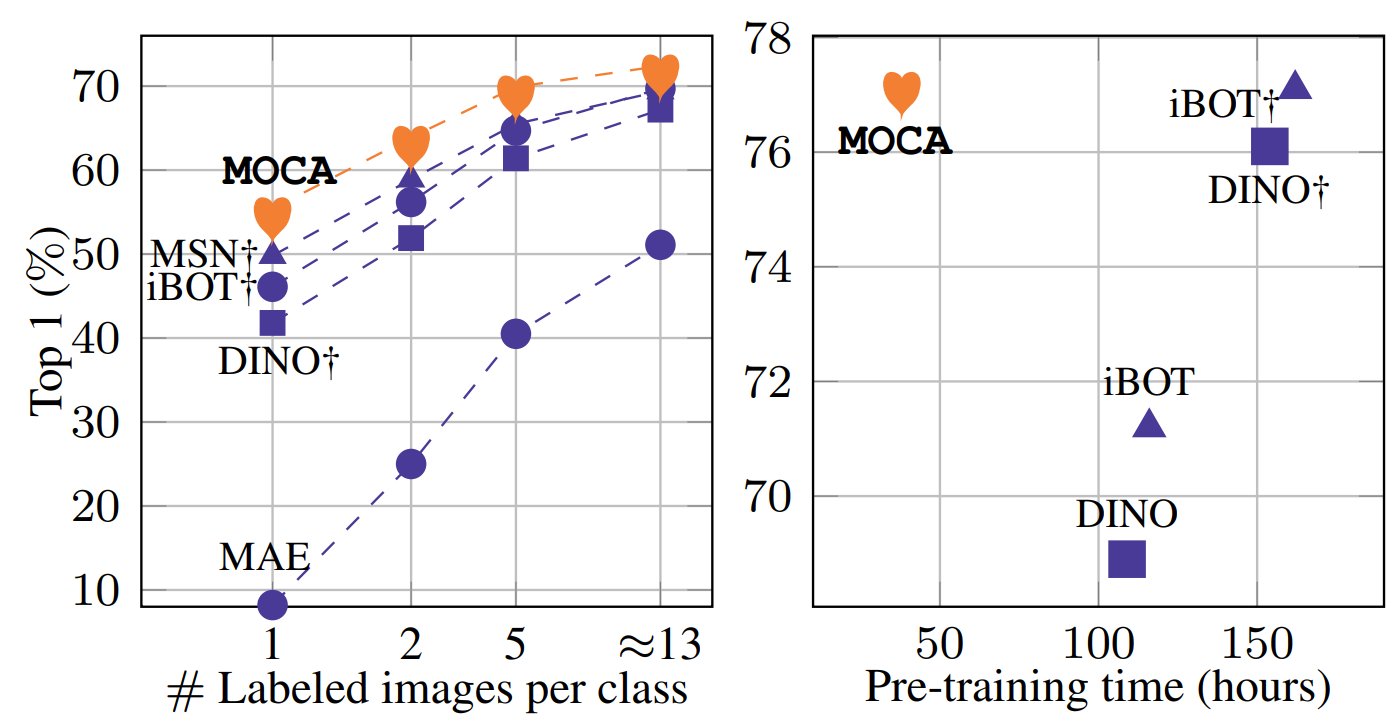 70
60
50
40
30
20
10
Top 1 (%)
MOCA
MSN‡
iBOT‡
DINO†
MAE
1 2 5 ≈13
# Labeled images per class
78
76
74
72
70
MOCA
iBOT‡
DINO†
iBOT
DINO
50 100 150
Pre-training time (hours)